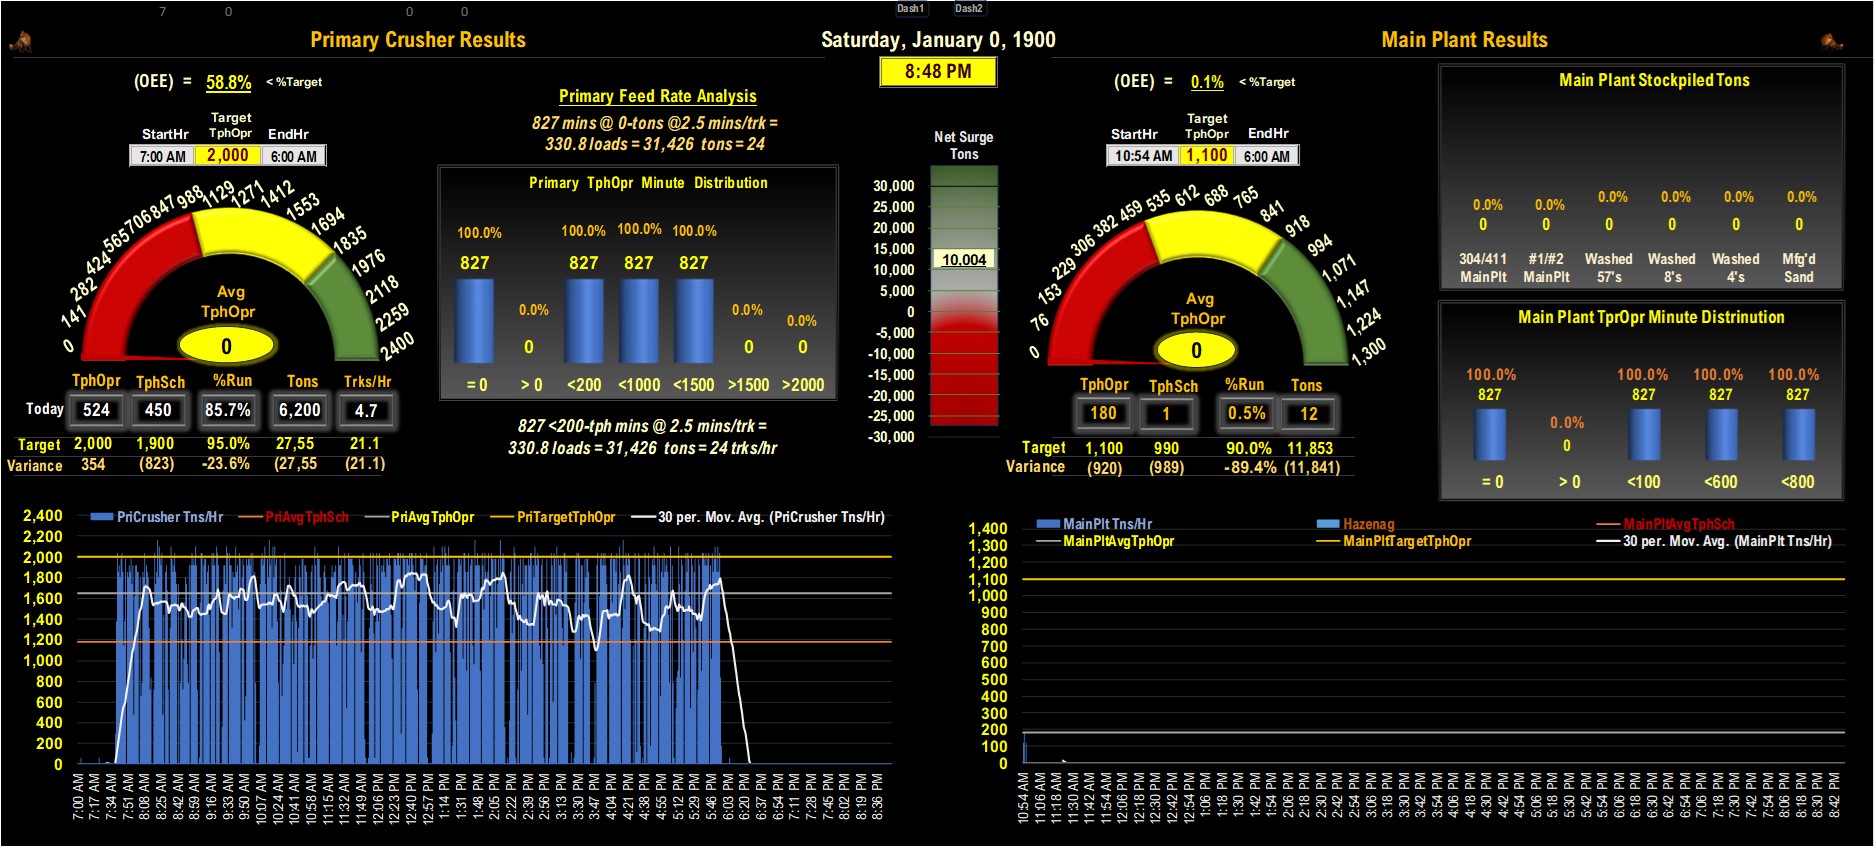 7 0 0 0 Dash1 Dash2
Primary Crusher Results
Saturday, January 0, 1900
Main Plant Results
8:48 PM
(OEE) = 58.8% < %Target
Target
StartHr TphOpr EndHr
7:00 AM 2,000 6:00 AM
0 141 282 424 565 706 847 988 1129 1271 1412 1553 1694 1835 1976 2118 2259 2400
Avg
TphOpr
0
TphOpr TphSch %Run Tons Trks/Hr
Today 524 450 85.7% 6,200 4.7
Target 2,000 1,900 95.0% 27,55 21.1
Variance 354 (823) -23.6% (27,55 (21.1)
Primary Feed Rate Analysis
827 mins @ 0-tons @2.5 mins/trk =
330.8 loads = 31,426 tons = 24
Primary TphOpr Minute Distribution
100.0% 0.0% 100.0% 100.0% 100.0% 0.0% 0.0%
827 0 827 827 827 0 0
= 0 > 0 <200 <1000 <1500 >1500 >2000
827 <200-tph mins @ 2.5 mins/trk =
330.8 loads = 31,426 tons = 24 trks/hr
Net Surge
Tons
30,000
25,000
20,000
15,000
10,004
10,000
5,000
0
-5,000
-10,000
-15,000
-20,000
-25,000
-30,000
(OEE) = 0.1% < %Target
Target
StartHr TphOpr EndHr
10:54 AM 1,100 6:00 AM
0 76 153 229 306 382 459 535 612 688 765 841 918 994 1,071 1,147 1,224 1,300
Avg
TphOpr
0
TphOpr TphSch %Run Tons
180 1 0.5% 12
Target 1,100 990 90.0% 11,853
Variance (920) (989) -89.4% (11,841)
Main Plant Stockpiled Tons
0.0% 0.0% 0.0% 0.0% 0.0% 0.0%
0 0 0 0 0 0
304/411 #1/#2 Washed Washed Washed Mfg'd
MainPlt MainPlt 57's 8's 4's Sand
Main Plant TprOpr Minute Distrinution
100.0% 0.0% 100.0% 100.0% 100.0%
827 0 827 827 827
= 0 > 0 <100 <600 <800
PriCrusher Tns/Hr PriAvgTphSch PriAvgTphOpr PriTargetTphOpr 30 per. Mov. Avg. (PriCrusher Tns/Hr)
2,400
2,200
2,000
1,800
1,600
1,400
1,200
1,000
800
600
400
200
0
7:00 AM 7:17 AM 7:34 AM 7:51 AM 8:08 AM 8:25 AM 8:42 AM 8:59 AM 9:16 AM 9:33 AM 9:50 AM 10:07 AM 10:24 AM 10:41 AM 10:58 AM 11:15 AM 11:32 AM 11:49 AM 12:06 PM 12:23 PM 12:40 PM 12:57 PM 1:14 PM 1:31 PM 1:48 PM 2:05 PM 2:22 PM 2:39 PM 2:56 PM 3:13 PM 3:30 PM 3:47 PM 4:04 PM 4:21 PM 4:38 PM 4:55 PM 5:12 PM 5:29 PM 5:46 PM 6:03 PM 6:20 PM 6:37 PM 6:54 PM 7:11 PM 7:28 PM 7:45 PM 8:02 PM 8:19 PM 8:36 PM
MainPlt Tns/Hr Hazenag MainPltAvgTphSch
MainPltAvgTphOpr MainPltTargetTphOpr 30 per. Mov. Avg. (MainPlt Tns/Hr)
1,400
1,300
1,200
1,100
1,000
900
800
700
600
500
400
300
200
100
0
10:54 AM 11:06 AM 11:18 AM 11:30 AM 11:42 AM 11:54 AM 12:06 PM 12:18 PM 12:30 PM 12:42 PM 12:54 PM 1:06 PM 1:18 PM 1:30 PM 1:42 PM 1:54 PM 2:06 PM 2:18 PM 2:30 PM 2:42 PM 2:54 PM 3:06 PM 3:18 PM 3:30 PM 3:42 PM 3:54 PM 4:06 PM 4:18 PM 4:30 PM 4:42 PM 4:54 PM 5:06 PM 5:18 PM 5:30 PM 5:42 PM 5:54 PM 6:06 PM 6:18 PM 6:30 PM 6:42 PM 6:54 PM 7:06 PM 7:18 PM 7:30 PM 7:42 PM 7:54 PM 8:06 PM 8:18 PM 8:30 PM 8:42 PM